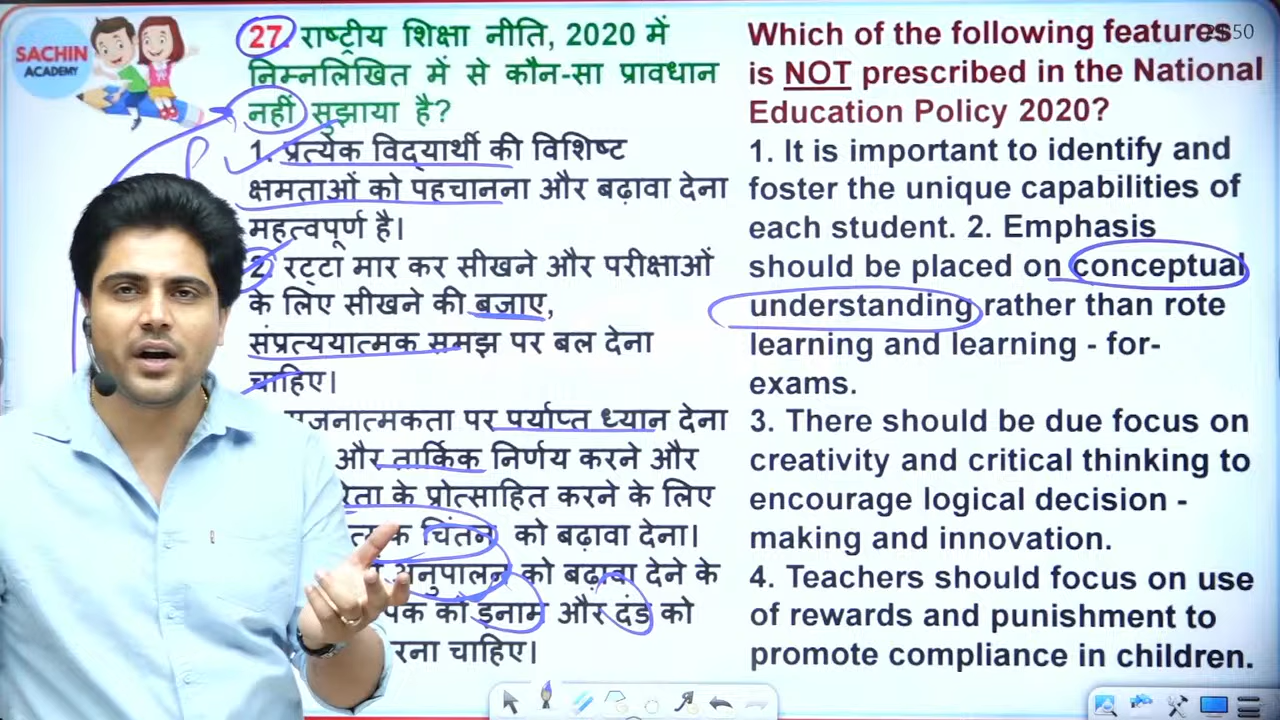 SACHIN
ACADEMY
27. राष्ट्रीय शिक्षा नीति, 2020 में
निम्नलिखित में से कौन-सा प्रावधान
नहीं सुझाया है?
1. प्रत्येक विद्यार्थी की विशिष्ट
क्षमताओं को पहचानना और बढ़ावा देना
महत्वपूर्ण है।
2. रट्टा मार कर सीखने और परीक्षाओं
के लिए सीखने की बजाए,
संप्रत्ययात्मक समझ पर बल देना
चाहिए।
पर पर्याप्त ध्यान देना
और तार्किक निर्णय करने और
के प्रोत्साहित करने के लिए
चिंतन को बढ़ावा देना।
अनुपालन को बढ़ावा देने के
को इनाम और दंड को
चाहिए।
Which of the following features
is NOT prescribed in the National
Education Policy 2020?
1. It is important to identify and
foster the unique capabilities of
each student. 2. Emphasis
should be placed on conceptual
understanding rather than rote
learning and learning - for-
exams.
3. There should be due focus on
creativity and critical thinking to
encourage logical decision -
making and innovation.
4. Teachers should focus on use
of rewards and punishment to
promote compliance in children.